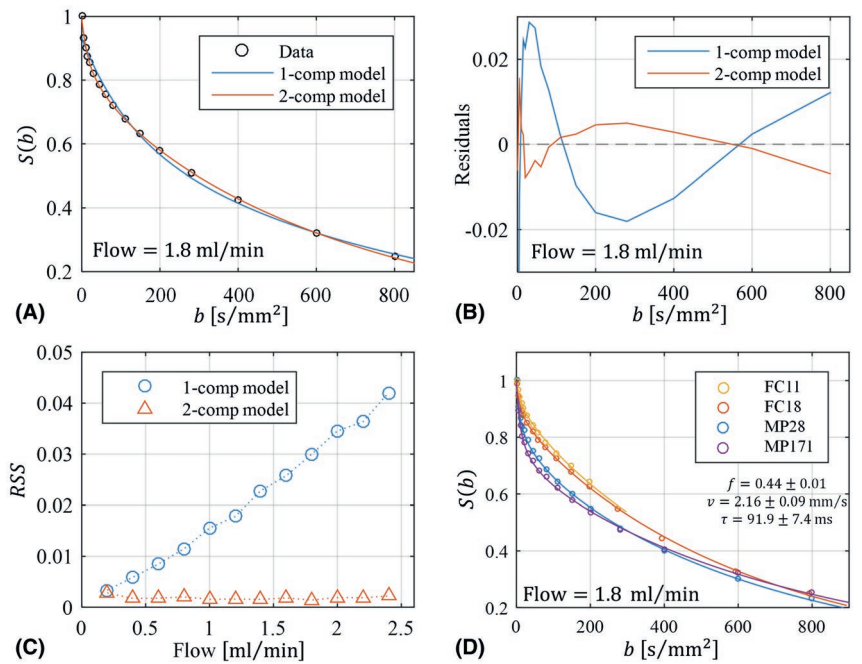 1
0.8
0.6
0.4
0.2
0
200
400
600
800
S(b)
b [s/mm²]
Data
1-comp model
2-comp model
Flow = 1.8 ml/min
(A)
0.02
0
-0.02
0
200
400
600
800
Residuals
b [s/mm²]
1-comp model
2-comp model
Flow = 1.8 ml/min
(B)
0.05
0.04
0.03
0.02
0.01
0
0
0.5
1
1.5
2
2.5
RSS
Flow [ml/min]
1-comp model
2-comp model
(C)
1
0.8
0.6
0.4
0.2
0
200
400
600
800
S(b)
b [s/mm²]
FC11
FC18
MP28
MP171
f = 0.44 ± 0.01
v = 2.16 ± 0.09 mm/s
τ = 91.9 ± 7.4 ms
Flow = 1.8 ml/min
(D)